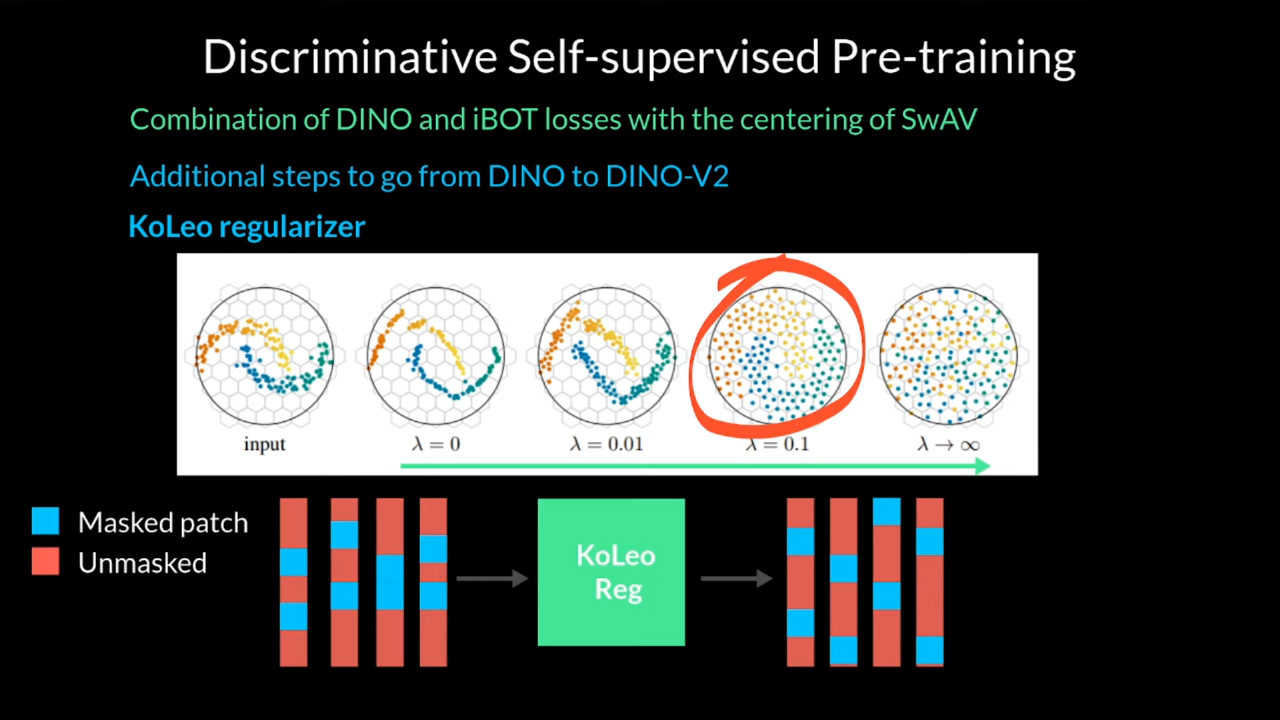 Discriminative Self-supervised Pre-training
Combination of DINO and iBOT losses with the centering of SwAV
Additional steps to go from DINO to DINO-V2
KoLeo regularizer
input λ = 0 λ = 0.01 λ = 0.1 λ → ∞
Masked patch
Unmasked
KoLeo
Reg